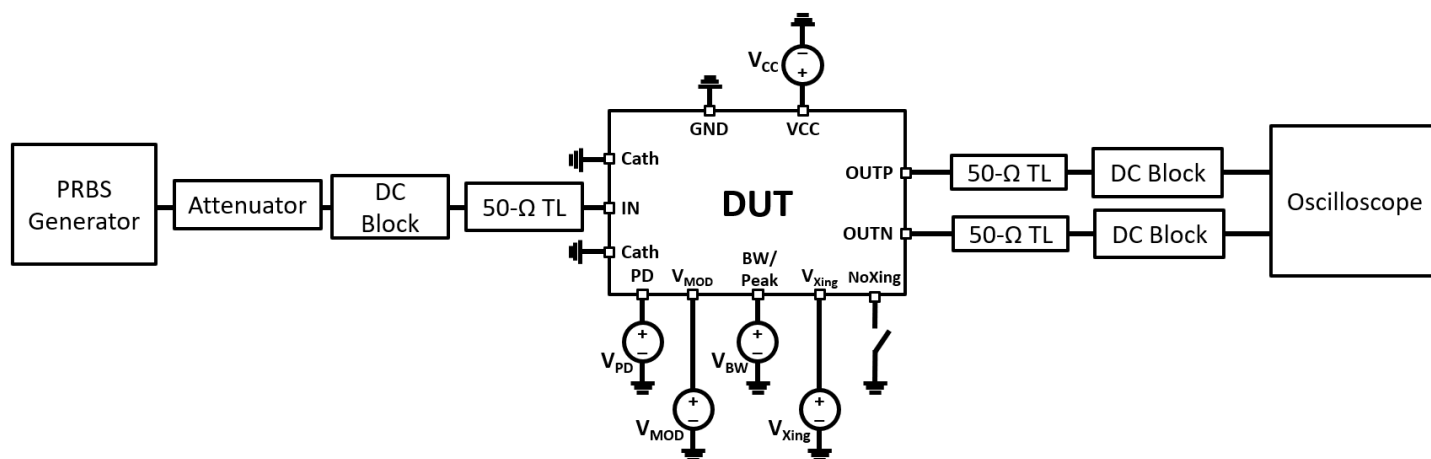 V_CC
−
+
GND VCC
PRBS
Generator
Attenuator
DC
Block
50-Ω TL
Cath
IN
Cath
DUT
OUTP
OUTN
50-Ω TL
DC Block
50-Ω TL
DC Block
Oscilloscope
PD V_MOD BW/
Peak V_Xing NoXing
+
−
V_PD
+
−
V_BW
+
−
V_MOD
+
−
V_Xing